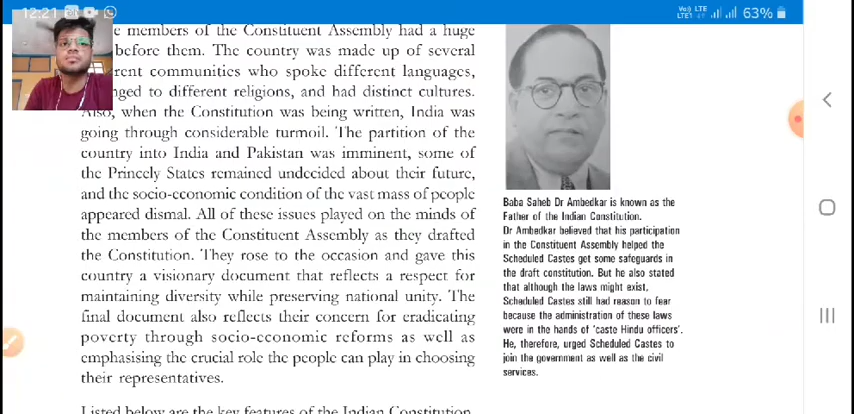 12:21
VoLTE LTE
LTE1
63%
e members of the Constituent Assembly had a huge
before them. The country was made up of several
rent communities who spoke different languages,
nged to different religions, and had distinct cultures.
Also, when the Constitution was being written, India was
going through considerable turmoil. The partition of the
country into India and Pakistan was imminent, some of
the Princely States remained undecided about their future,
and the socio-economic condition of the vast mass of people
appeared dismal. All of these issues played on the minds of
the members of the Constituent Assembly as they drafted
the Constitution. They rose to the occasion and gave this
country a visionary document that reflects a respect for
maintaining diversity while preserving national unity. The
final document also reflects their concern for eradicating
poverty through socio-economic reforms as well as
emphasising the crucial role the people can play in choosing
their representatives.
Listed below are the key features of the Indian Constitution.
Baba Saheb Dr Ambedkar is known as the
Father of the Indian Constitution.
Dr Ambedkar believed that his participation
in the Constituent Assembly helped the
Scheduled Castes get some safeguards in
the draft constitution. But he also stated
that although the laws might exist,
Scheduled Castes still had reason to fear
because the administration of these laws
were in the hands of 'caste Hindu officers'.
He, therefore, urged Scheduled Castes to
join the government as well as the civil
services.